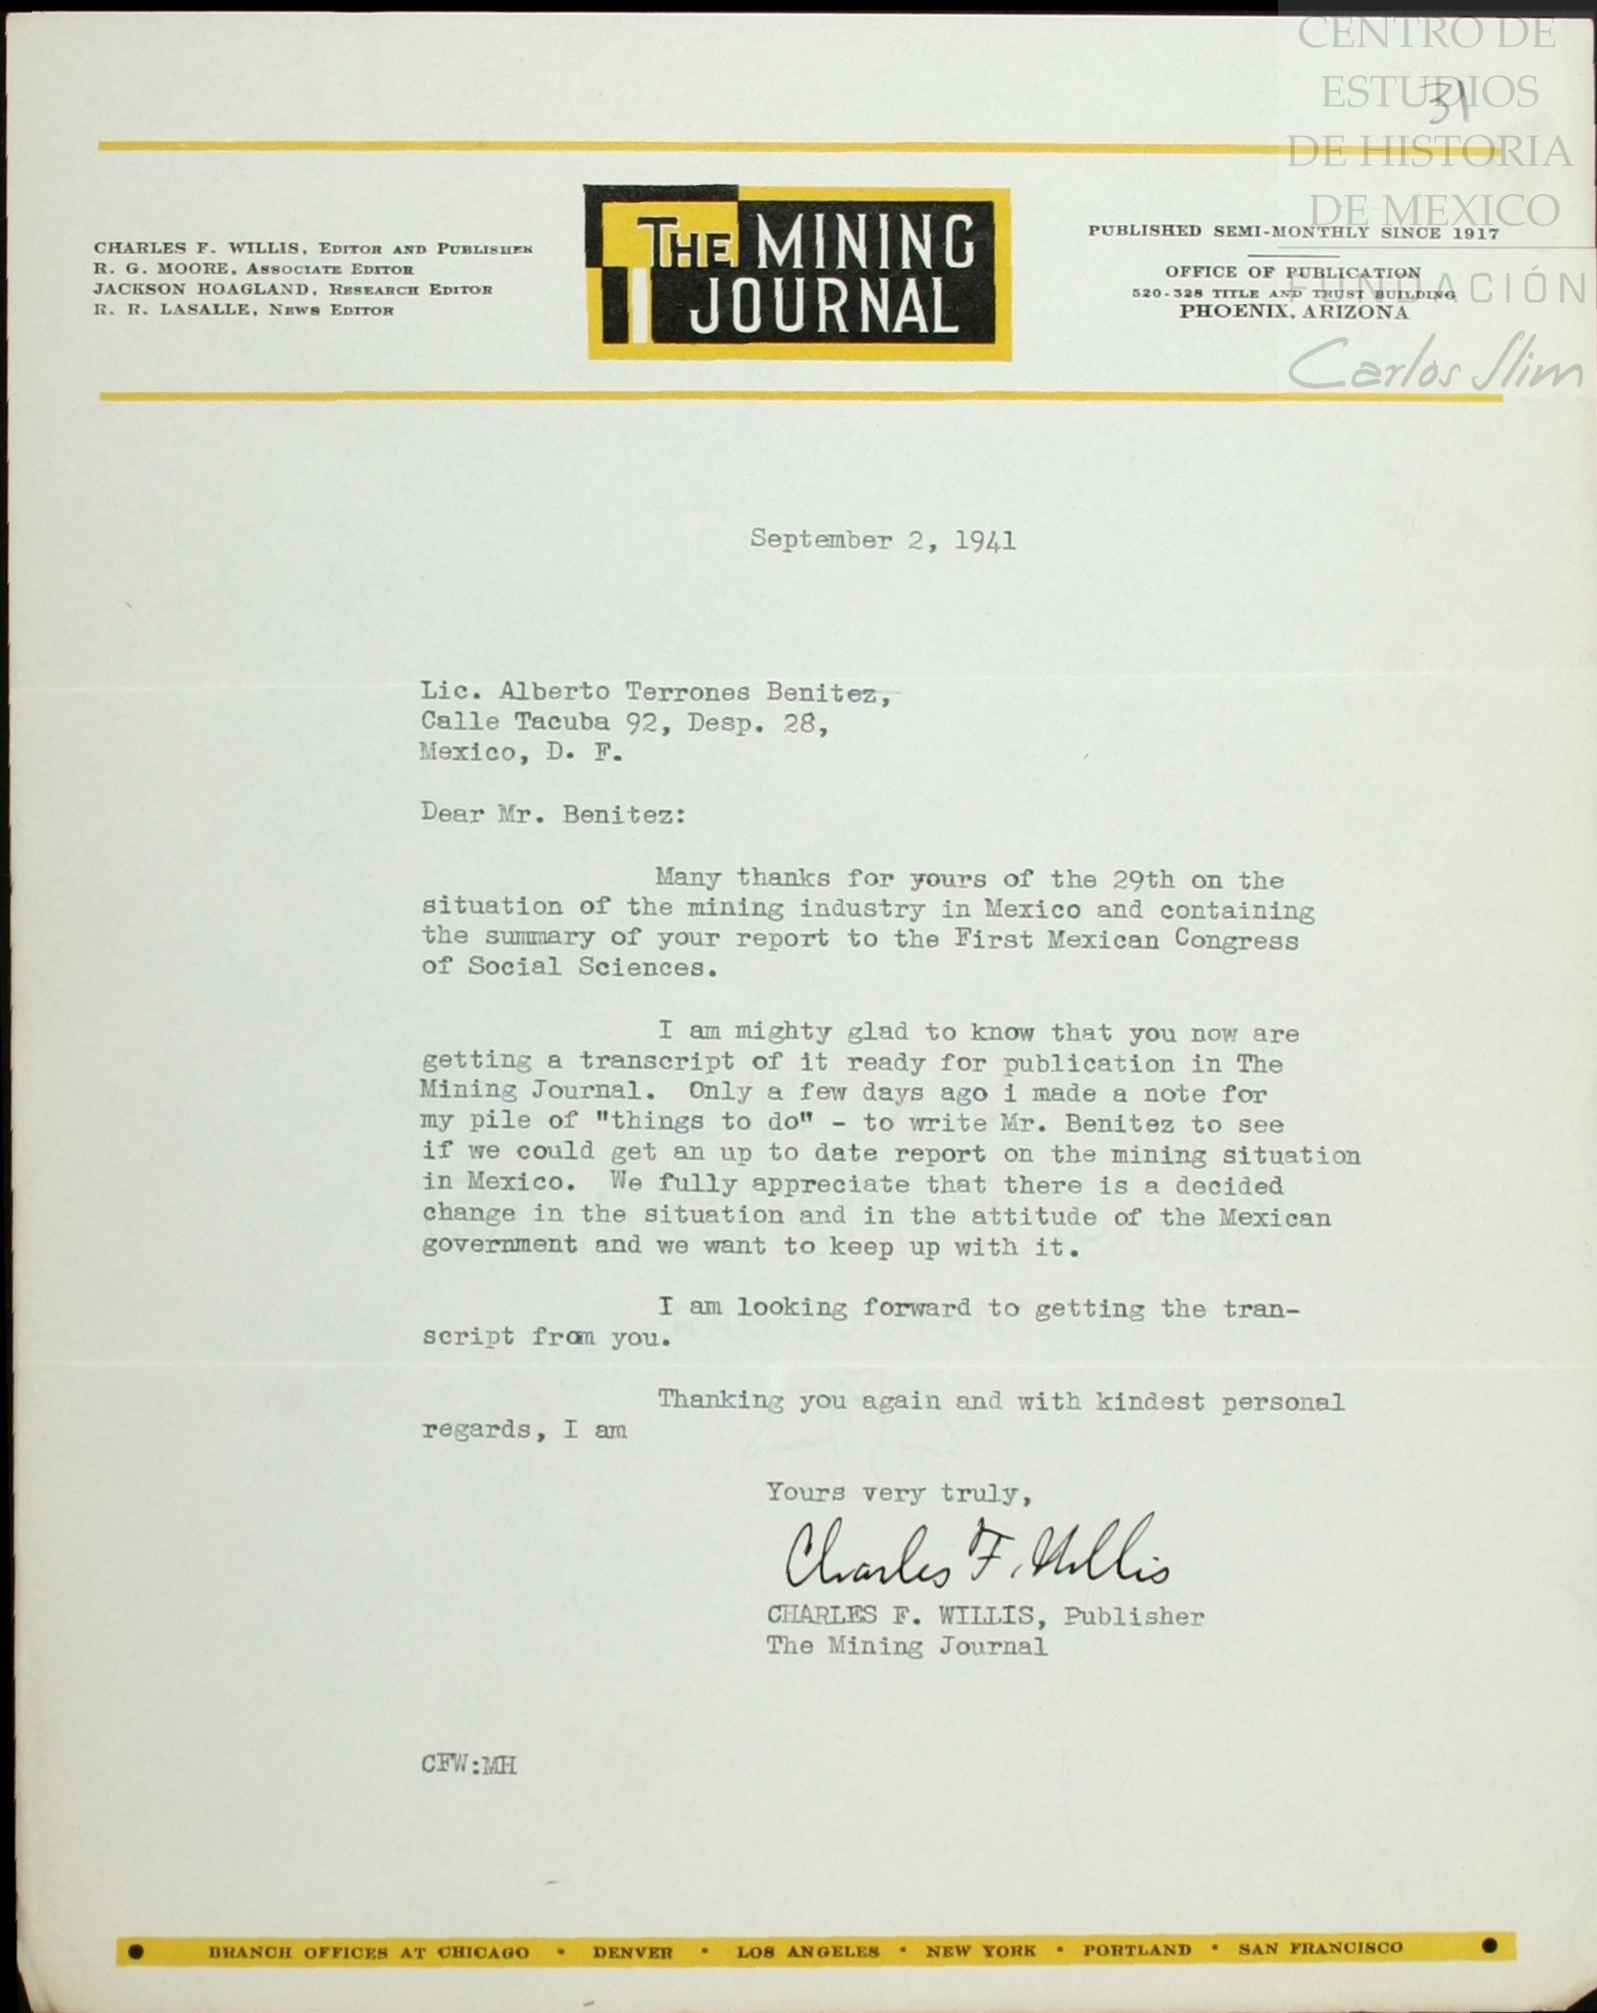 CENTRO DE
ESTUDIOS
31
DE HISTORIA
DE MEXICO
FUNDACIÓN
Carlos Slim
CHARLES F. WILLIS, EDITOR AND PUBLISHER
R. G. MOORE, ASSOCIATE EDITOR
JACKSON HOAGLAND, RESEARCH EDITOR
R. R. LASALLE, NEWS EDITOR
THE MINING
JOURNAL
PUBLISHED SEMI-MONTHLY SINCE 1917
OFFICE OF PUBLICATION
520-528 TITLE AND TRUST BUILDING
PHOENIX, ARIZONA
September 2, 1941
Lic. Alberto Terrones Benitez,
Calle Tacuba 92, Desp. 28,
Mexico, D. F.
Dear Mr. Benitez:
Many thanks for yours of the 29th on the
situation of the mining industry in Mexico and containing
the summary of your report to the First Mexican Congress
of Social Sciences.
I am mighty glad to know that you now are
getting a transcript of it ready for publication in The
Mining Journal. Only a few days ago i made a note for
my pile of "things to do" - to write Mr. Benitez to see
if we could get an up to date report on the mining situation
in Mexico. We fully appreciate that there is a decided
change in the situation and in the attitude of the Mexican
government and we want to keep up with it.
I am looking forward to getting the tran-
script from you.
Thanking you again and with kindest personal
regards, I am
Yours very truly,
Charles F. Willis
CHARLES F. WILLIS, Publisher
The Mining Journal
CFW:MH
BRANCH OFFICES AT CHICAGO • DENVER • LOS ANGELES • NEW YORK • PORTLAND • SAN FRANCISCO